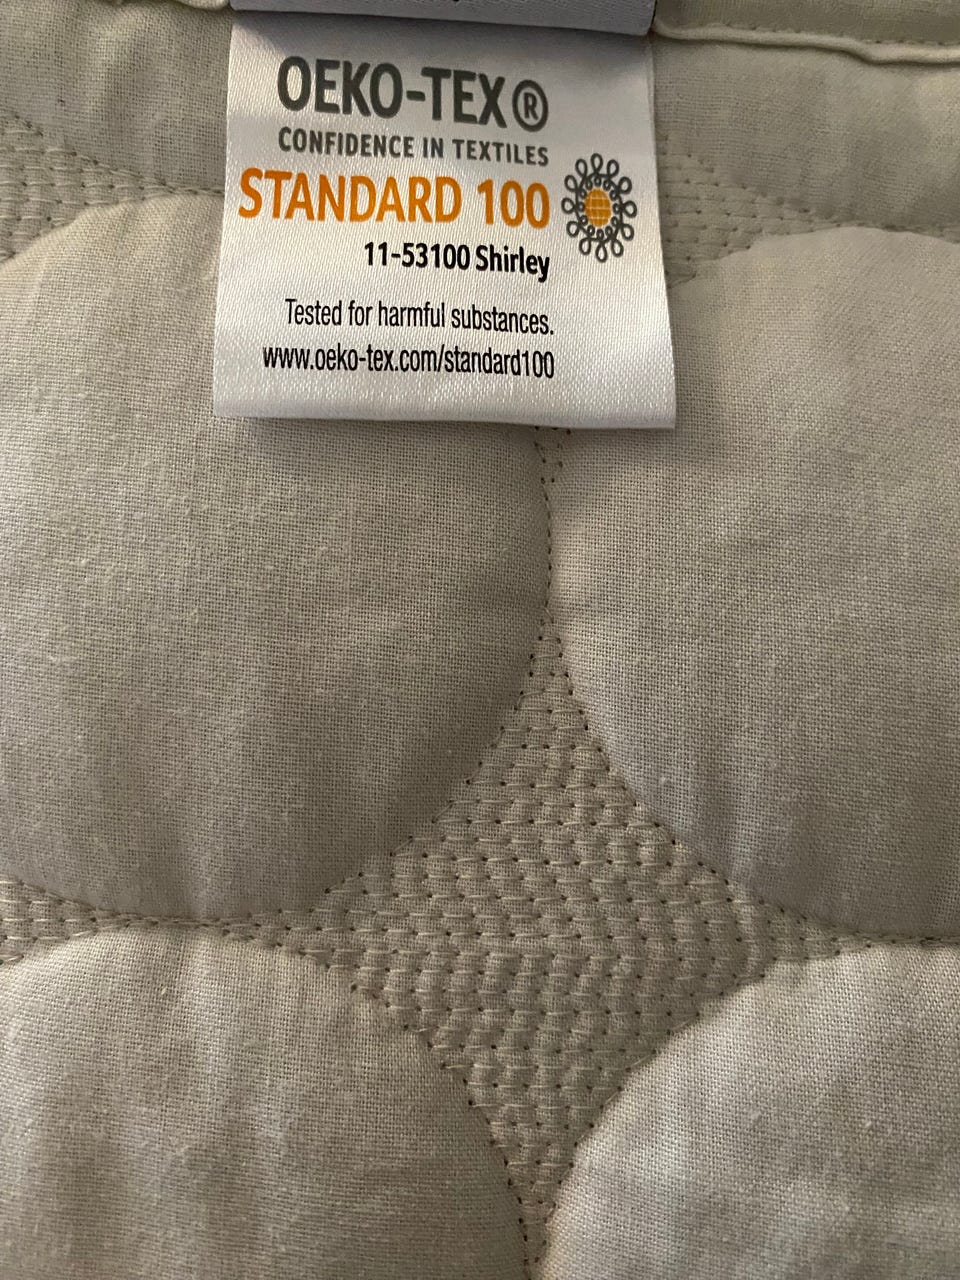 OEKO-TEX®
CONFIDENCE IN TEXTILES
STANDARD 100
11-53100 Shirley
Tested for harmful substances.
www.oeko-tex.com/standard100